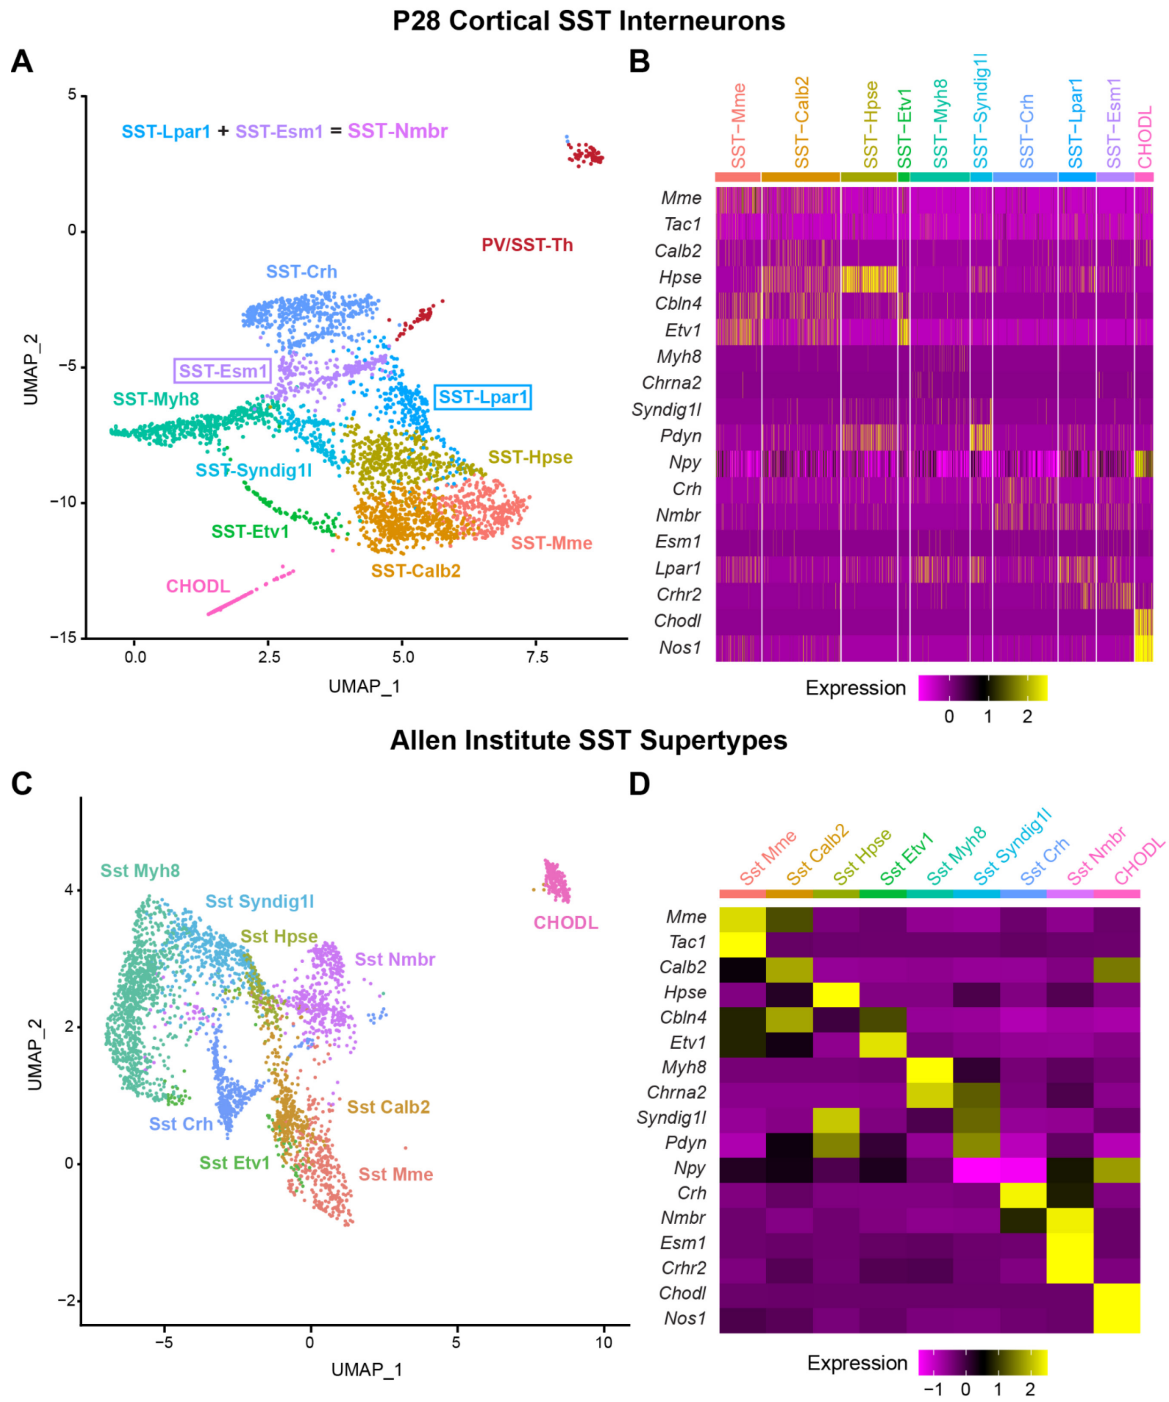 P28 Cortical SST Interneurons
A
B
5
0
−5
−10
−15
UMAP_2
0.0
2.5
5.0
7.5
UMAP_1
SST-Lpar1 + SST-Esm1 = SST-Nmbr
PV/SST-Th
SST-Crh
SST-Esm1
SST-Lpar1
SST-Myh8
SST-Hpse
SST-Syndig1l
SST-Etv1
SST-Mme
SST-Calb2
CHODL
SST−Mme
SST−Calb2
SST−Hpse
SST−Etv1
SST−Myh8
SST−Syndig1l
SST−Crh
SST−Lpar1
SST−Esm1
CHODL
Mme
Tac1
Calb2
Hpse
Cbln4
Etv1
Myh8
Chrna2
Syndig1l
Pdyn
Npy
Crh
Nmbr
Esm1
Lpar1
Crhr2
Chodl
Nos1
Expression
0 1 2
Allen Institute SST Supertypes
C
D
4
2
0
−2
UMAP_2
−5
0
5
10
UMAP_1
Sst Myh8
Sst Syndig1l
Sst Hpse
CHODL
Sst Nmbr
Sst Crh
Sst Calb2
Sst Etv1
Sst Mme
Sst Mme
Sst Calb2
Sst Hpse
Sst Etv1
Sst Myh8
Sst Syndig1l
Sst Crh
Sst Nmbr
CHODL
Mme
Tac1
Calb2
Hpse
Cbln4
Etv1
Myh8
Chrna2
Syndig1l
Pdyn
Npy
Crh
Nmbr
Esm1
Crhr2
Chodl
Nos1
Expression
−1 0 1 2